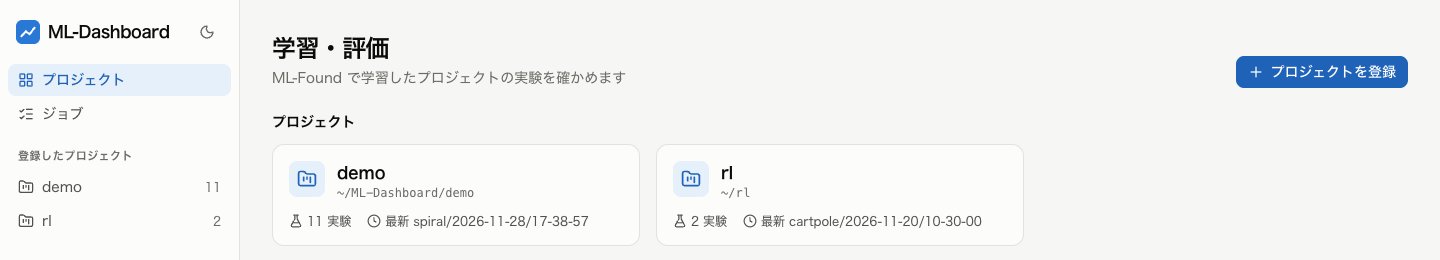 ML-Dashboard
プロジェクト
ジョブ
登録したプロジェクト
demo 11
rl 2
学習・評価
ML-Found で学習したプロジェクトの実験を確かめます
＋ プロジェクトを登録
プロジェクト
demo
~/ML-Dashboard/demo
11 実験 最新 spiral/2026-11-28/17-38-57
rl
~/rl
2 実験 最新 cartpole/2026-11-20/10-30-00